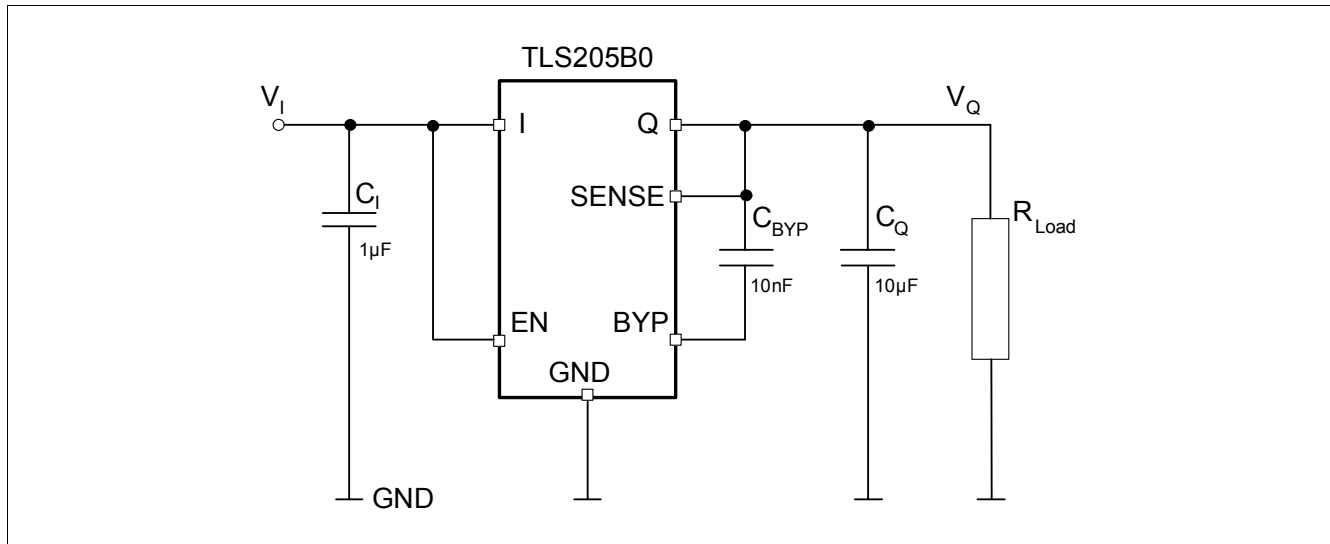 TLS205B0
V_I
V_Q
I
Q
SENSE
C_I
1µF
C_BYP
10nF
C_Q
10µF
R_Load
EN
BYP
GND
GND